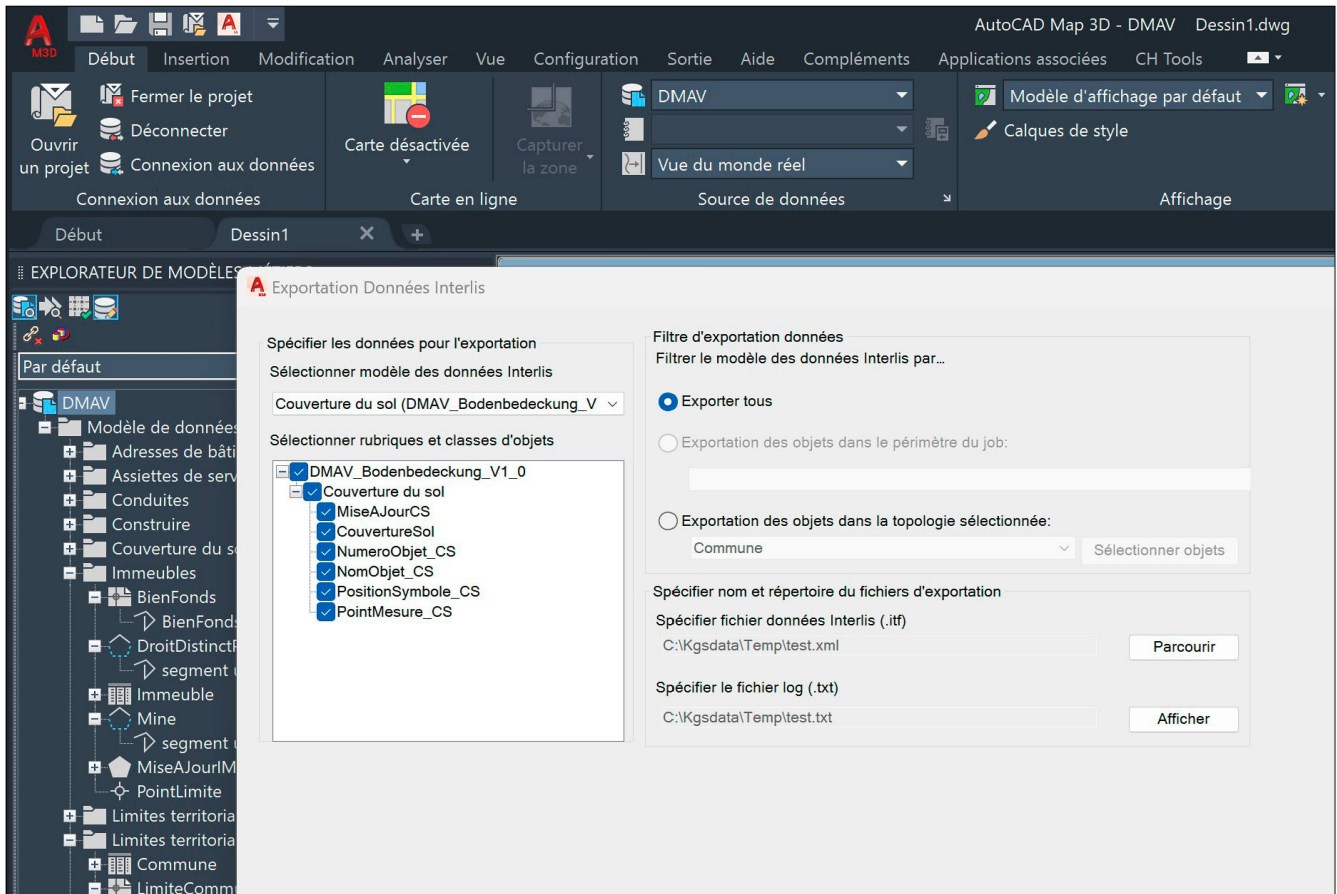 AutoCAD Map 3D - DMAV Dessin1.dwg
M3D
Début Insertion Modification Analyser Vue Configuration Sortie Aide Compléments Applications associées CH Tools
Ouvrir
un projet
Fermer le projet
Déconnecter
Connexion aux données
Connexion aux données
Carte désactivée
Capturer
la zone
Carte en ligne
DMAV
Vue du monde réel
Source de données
Modèle d'affichage par défaut
Calques de style
Affichage
Début
Dessin1
EXPLORATEUR DE MODÈLES
Par défaut
DMAV
Modèle de données
Adresses de bâti
Assiettes de serv
Conduites
Construire
Couverture du s
Immeubles
BienFonds
BienFonds
DroitDistinct
segment
Immeuble
Mine
segment
MiseAJourIM
PointLimite
Limites territoria
Limites territoria
Commune
LimiteComm
Exportation Données Interlis
Spécifier les données pour l'exportation
Sélectionner modèle des données Interlis
Couverture du sol (DMAV_Bodenbedeckung_V
Sélectionner rubriques et classes d'objets
DMAV_Bodenbedeckung_V1_0
Couverture du sol
MiseAJourCS
CouvertureSol
NumeroObjet_CS
NomObjet_CS
PositionSymbole_CS
PointMesure_CS
Filtre d'exportation données
Filtrer le modèle des données Interlis par...
Exporter tous
Exportation des objets dans le périmètre du job:
Exportation des objets dans la topologie sélectionnée:
Commune
Sélectionner objets
Spécifier nom et répertoire du fichiers d'exportation
Spécifier fichier données Interlis (.itf)
C:\Kgsdata\Temp\test.xml
Parcourir
Spécifier le fichier log (.txt)
C:\Kgsdata\Temp\test.txt
Afficher